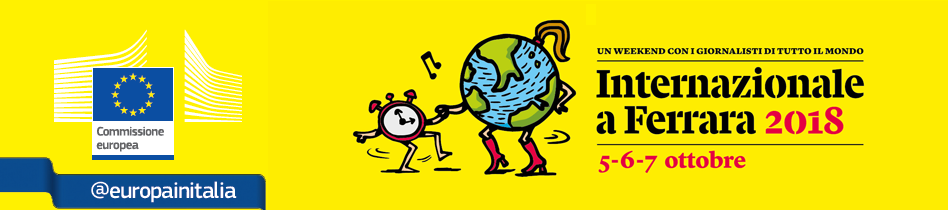 Commissione
europea
@europainitalia
UN WEEKEND CON I GIORNALISTI DI TUTTO IL MONDO
Internazionale
a Ferrara 2018
5-6-7 ottobre